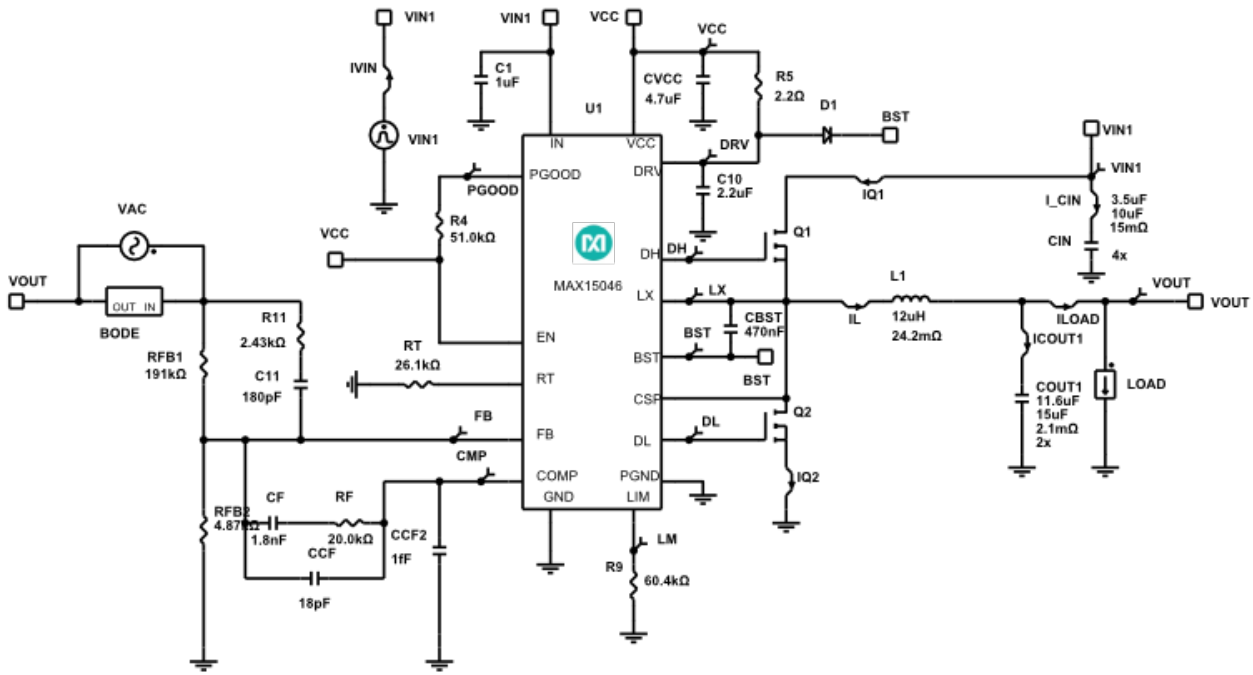 VIN1
VIN1
VCC
VCC
IVIN
C1
1uF
CVCC
4.7uF
R5
2.2Ω
VIN1
U1
D1
BST
VIN1
IN
VCC
DRV
DRV
PGOOD
PGOOD
C10
2.2uF
VIN1
IQ1
I_CIN
3.5uF
10uF
15mΩ
CIN
4x
VAC
R4
51.0kΩ
VCC
Q1
DH
DH
MAX15046
VOUT
OUT IN
BODE
R11
2.43kΩ
LX
LX
CBST
470nF
IL
L1
12uH
24.2mΩ
ILOAD
VOUT
VOUT
ICOUT1
RFB1
191kΩ
EN
RT
26.1kΩ
RT
BST
BST
BST
C11
180pF
CSP
COUT1
11.6uF
15uF
2.1mΩ
2x
LOAD
FB
FB
DL
DL
Q2
CMP
COMP
GND
PGND
LIM
IQ2
RFB2
CF
1.8nF
RF
20.0kΩ
CCF
18pF
CCF2
1fF
LM
R9
60.4kΩ